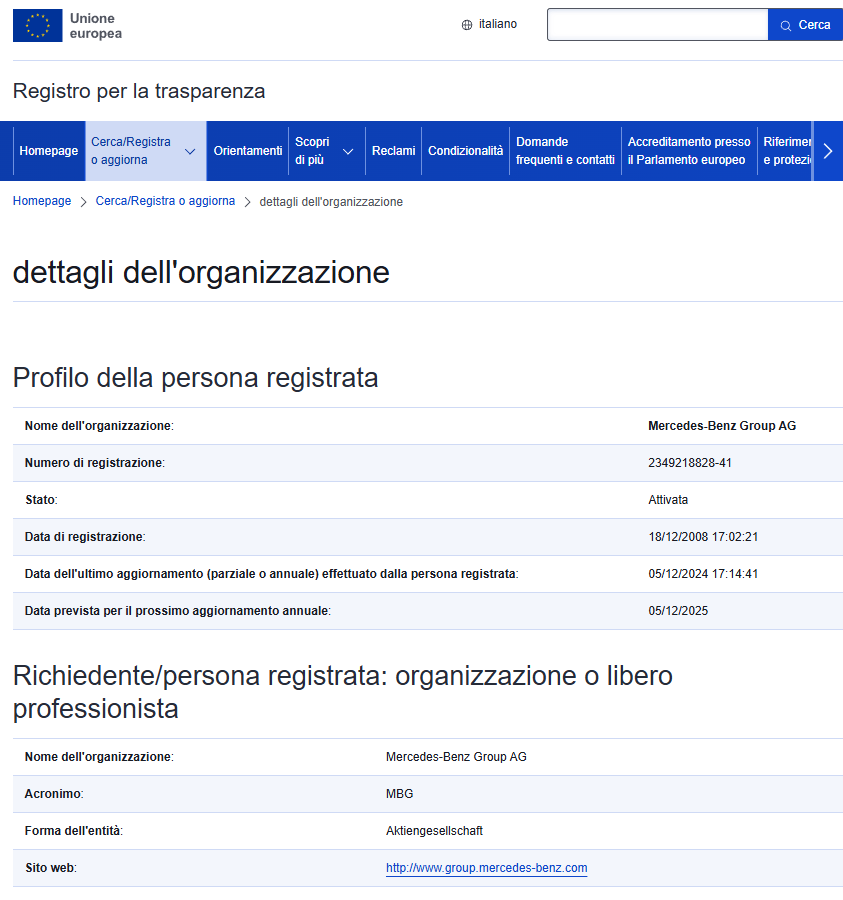 Unione
europea
italiano
Cerca
Registro per la trasparenza
Homepage
Cerca/Registra
o aggiorna
Orientamenti
Scopri
di più
Reclami
Condizionalità
Domande
frequenti e contatti
Accreditamento presso
il Parlamento europeo
Homepage
Cerca/Registra o aggiorna
dettagli dell'organizzazione
dettagli dell'organizzazione
Profilo della persona registrata
Nome dell'organizzazione: Mercedes-Benz Group AG
Numero di registrazione: 2349218828-41
Stato: Attivata
Data di registrazione: 18/12/2008 17:02:21
Data dell'ultimo aggiornamento (parziale o annuale) effettuato dalla persona registrata: 05/12/2024 17:14:41
Data prevista per il prossimo aggiornamento annuale: 05/12/2025
Richiedente/persona registrata: organizzazione o libero
professionista
Nome dell'organizzazione: Mercedes-Benz Group AG
Acronimo: MBG
Forma dell'entità: Aktiengesellschaft
Sito web: http://www.group.mercedes-benz.com